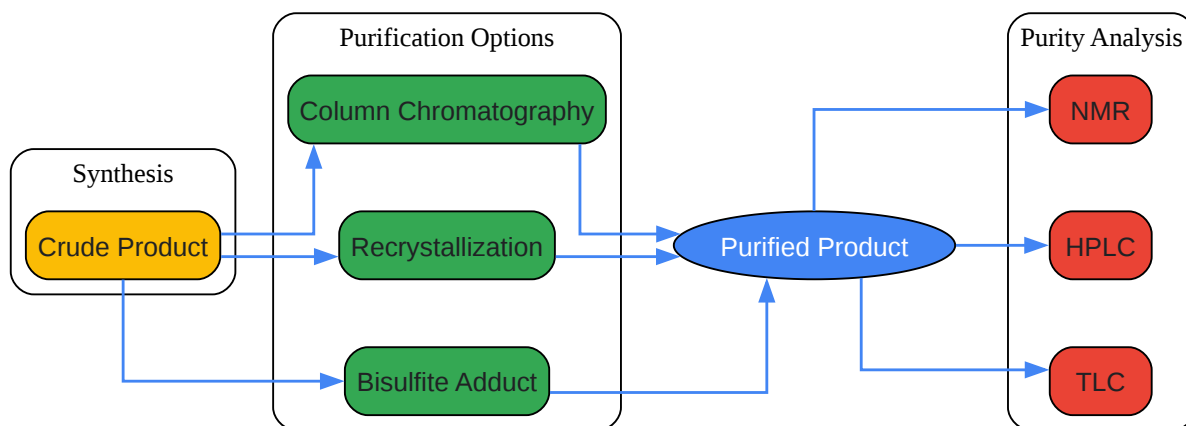 Synthesis
Crude Product
Purification Options
Column Chromatography
Recrystallization
Bisulfite Adduct
Purified Product
Purity Analysis
NMR
HPLC
TLC